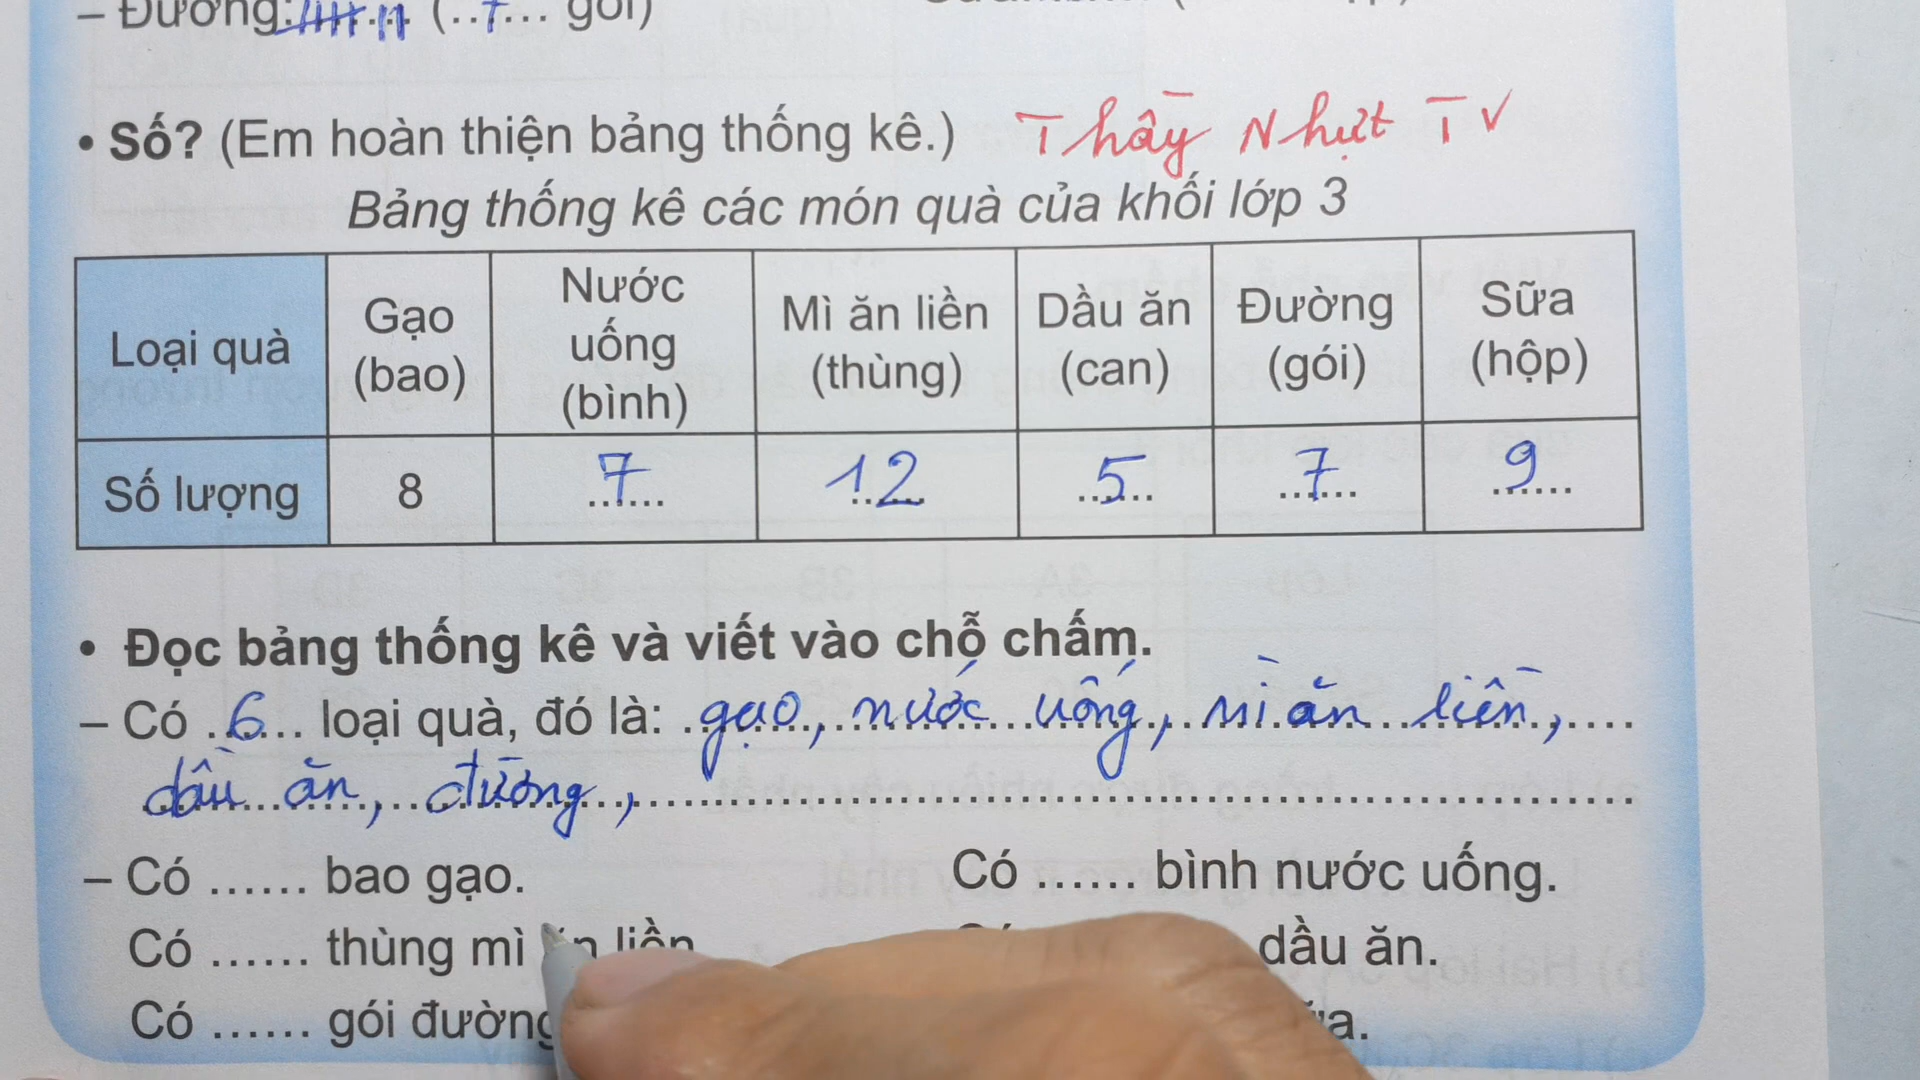 – Đường: (..7... gói)
• Số? (Em hoàn thiện bảng thống kê.) Thầy Nhựt TV
Bảng thống kê các món quà của khối lớp 3
Loại quà | Gạo (bao) | Nước uống (bình) | Mì ăn liền (thùng) | Dầu ăn (can) | Đường (gói) | Sữa (hộp)
Số lượng | 8 | 7 | 12 | 5 | 7 | 9
• Đọc bảng thống kê và viết vào chỗ chấm.
– Có ..6... loại quà, đó là: gạo, nước uống, mì ăn liền,
dầu ăn, đường,
– Có ...... bao gạo. Có ...... bình nước uống.
Có ...... thùng mì ăn liền dầu ăn.
Có ...... gói đường